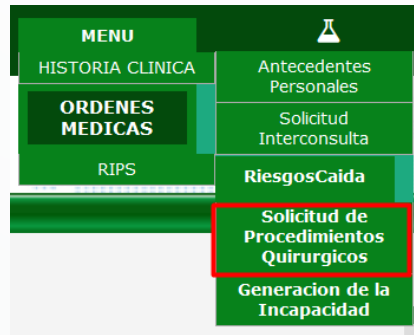 MENU
HISTORIA CLINICA
ORDENES
MEDICAS
RIPS
Antecedentes
Personales
Solicitud
Interconsulta
RiesgosCaida
Solicitud de
Procedimientos
Quirurgicos
Generacion de la
Incapacidad